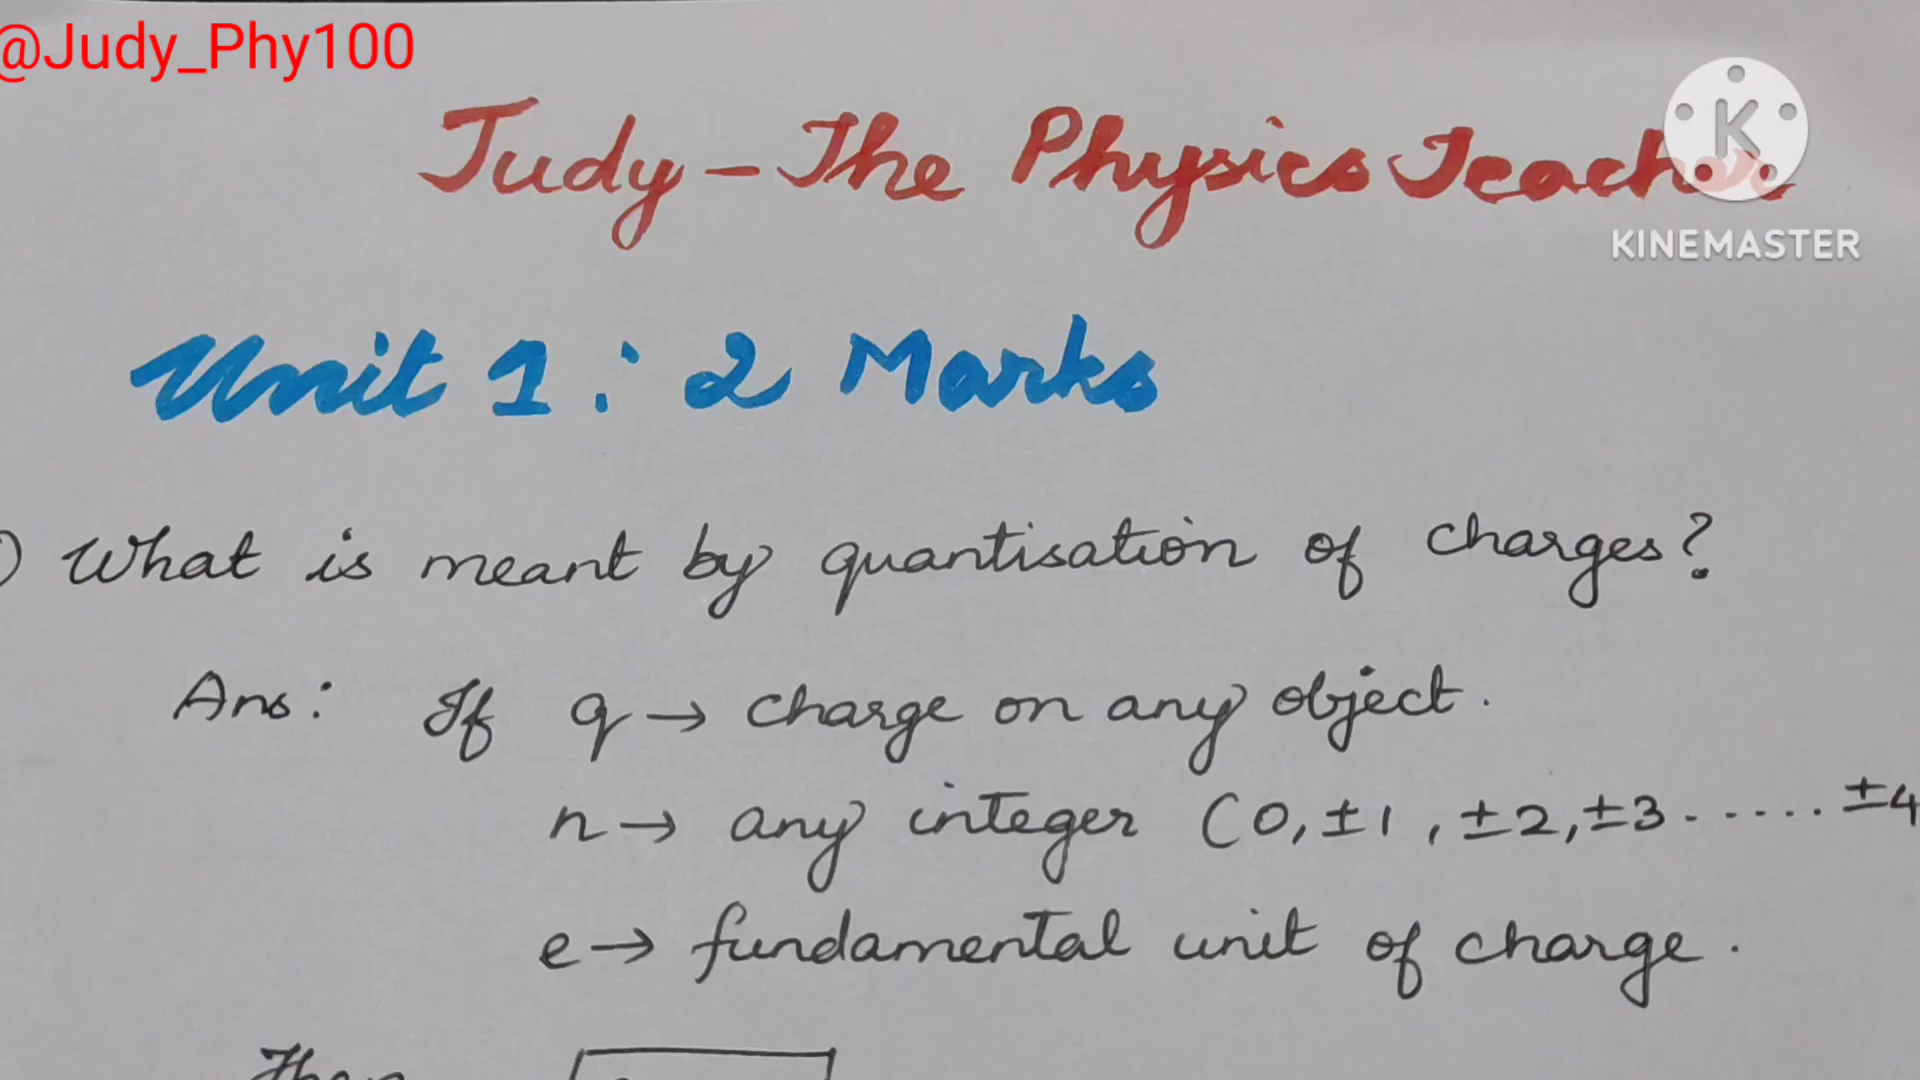 @Judy_Phy100
Judy - The Physics Teacher
KINEMASTER
Unit 1 : 2 Marks
) What is meant by quantisation of charges?
Ans: If q → charge on any object.
n → any integer (0, ±1, ±2, ±3 ...... ±4
e → fundamental unit of charge.
Then